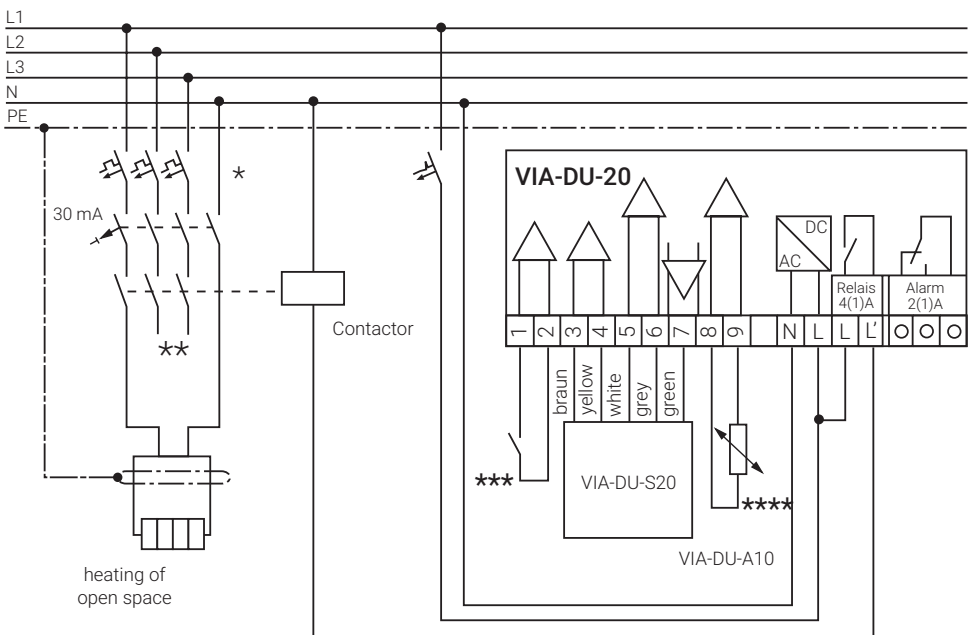 L1
L2
L3
N
PE
*
30 mA
**
Contactor
heating of
open space
VIA-DU-20
DC
AC
Relais
4(1)A
Alarm
2(1)A
1 2 3 4 5 6 7 8 9 N L L L' O O O
braun
yellow
white
grey
green
***
VIA-DU-S20
****
VIA-DU-A10